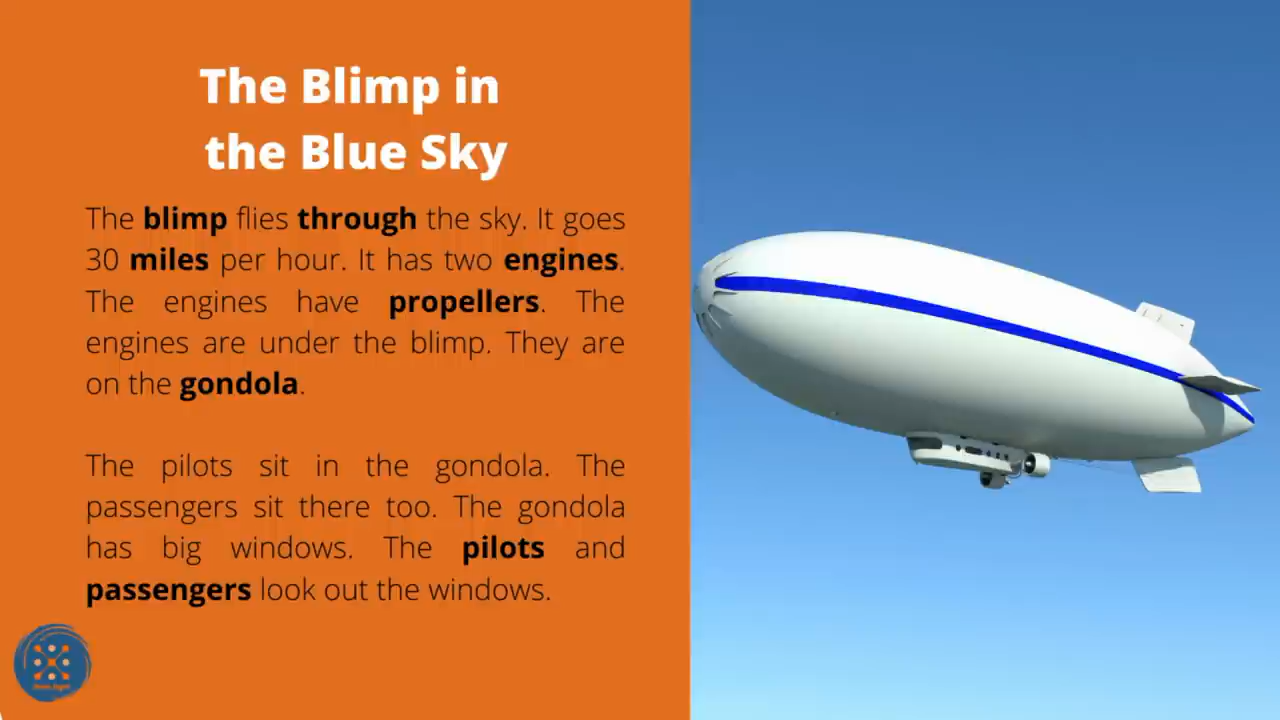 The Blimp in
the Blue Sky
The blimp flies through the sky. It goes
30 miles per hour. It has two engines.
The engines have propellers. The
engines are under the blimp. They are
on the gondola.
The pilots sit in the gondola. The
passengers sit there too. The gondola
has big windows. The pilots and
passengers look out the windows.